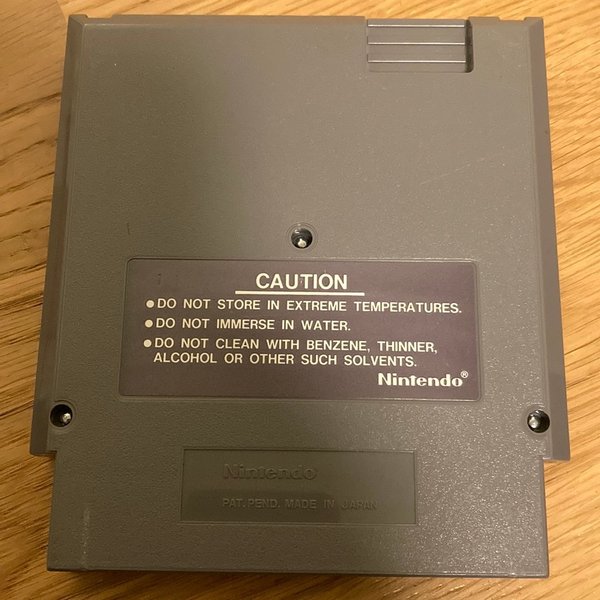 CAUTION
● DO NOT STORE IN EXTREME TEMPERATURES.
● DO NOT IMMERSE IN WATER.
● DO NOT CLEAN WITH BENZENE, THINNER,
ALCOHOL OR OTHER SUCH SOLVENTS.
Nintendo®
Nintendo
PAT. PEND. MADE IN JAPAN